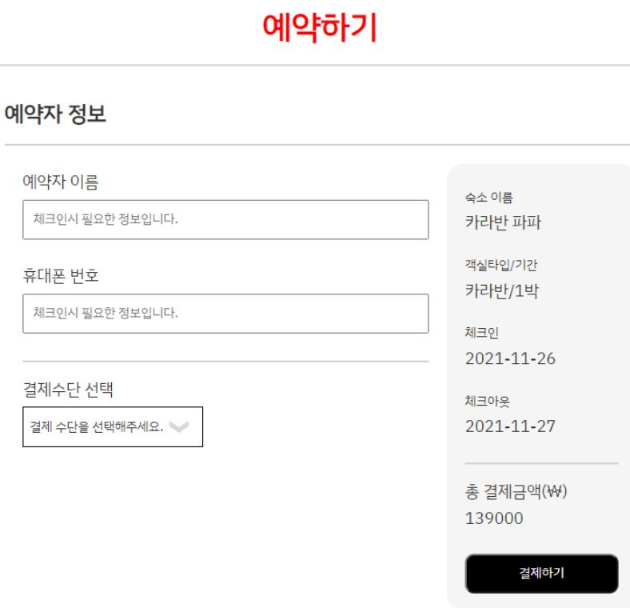 예약하기
예약자 정보
예약자 이름
체크인시 필요한 정보입니다.
휴대폰 번호
체크인시 필요한 정보입니다.
결제수단 선택
결제 수단을 선택해주세요.
숙소 이름
카라반 파파
객실타입/기간
카라반/1박
체크인
2021-11-26
체크아웃
2021-11-27
총 결제금액(₩)
139000
결제하기